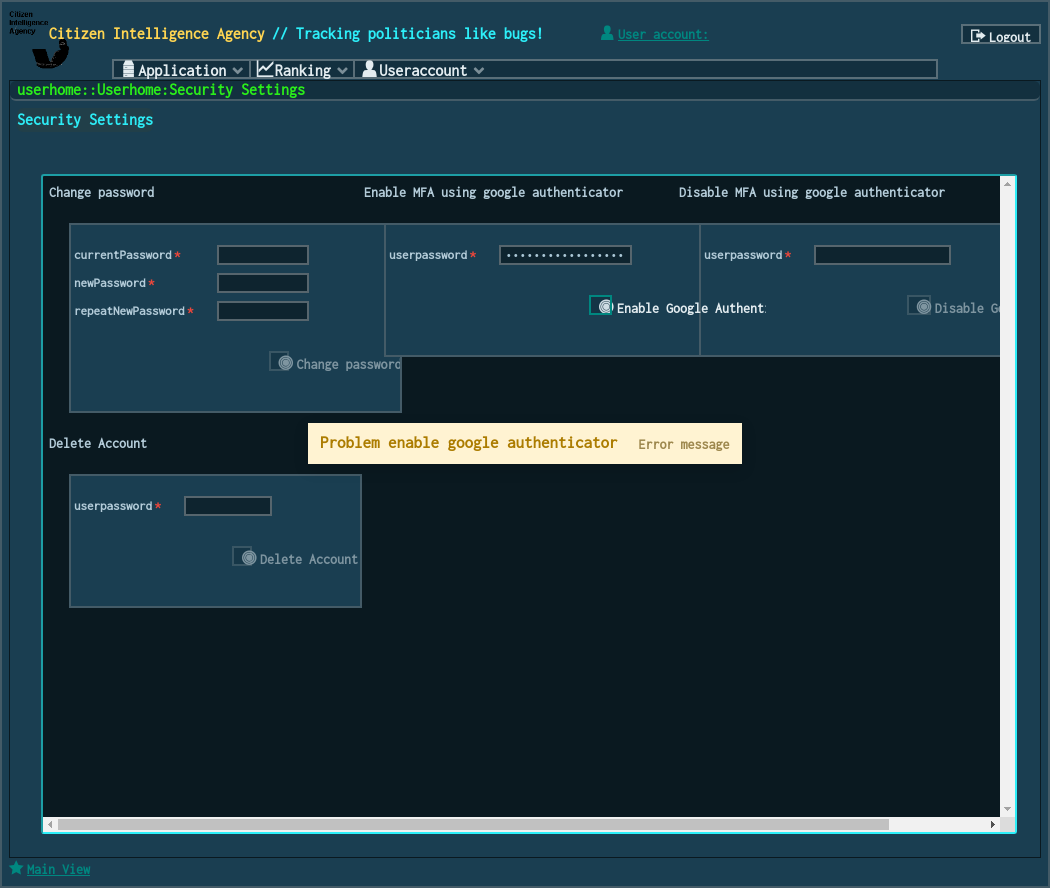 Citizen
Intelligence
Agency
Citizen Intelligence Agency // Tracking politicians like bugs!
User account:
Logout
Application Ranking Useraccount
userhome::Userhome:Security Settings
Security Settings
Change password Enable MFA using google authenticator Disable MFA using google authenticator
currentPassword* userpassword* ················· userpassword*
newPassword*
repeatNewPassword*
Enable Google Authent Disable G
Change password
Delete Account
Problem enable google authenticator Error message
userpassword*
Delete Account
Main View